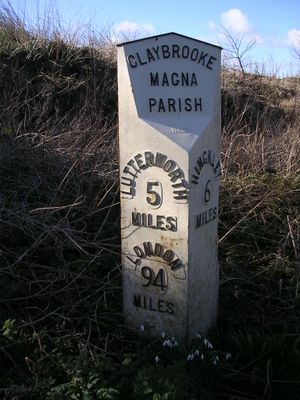 CLAYBROOKE
MAGNA
PARISH
LUTTERWORTH
5
MILES
LONDON
94
MILES
HINCKLEY
6
MILES